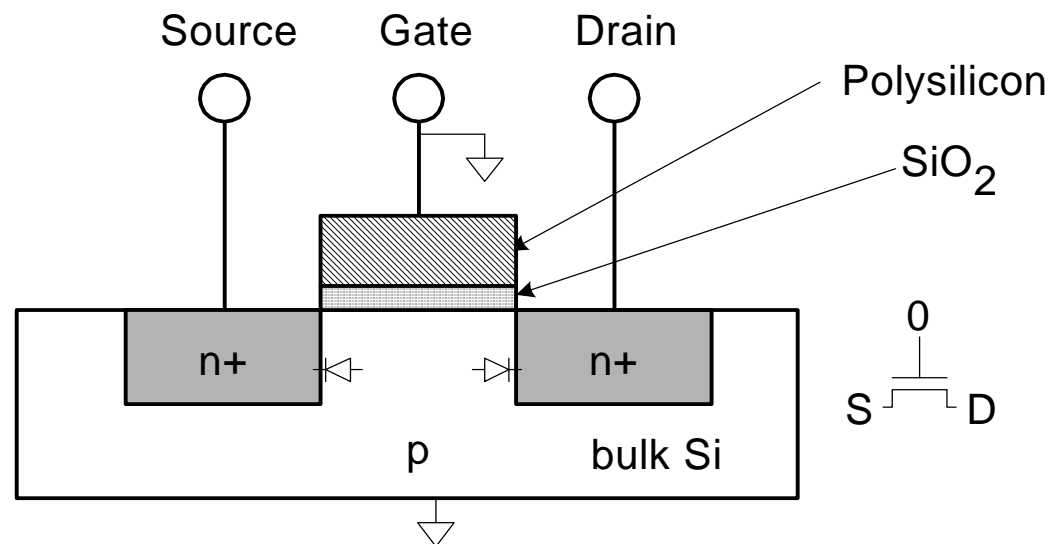 Source Gate Drain
Polysilicon
SiO2
0
n+ n+
S D
p bulk Si